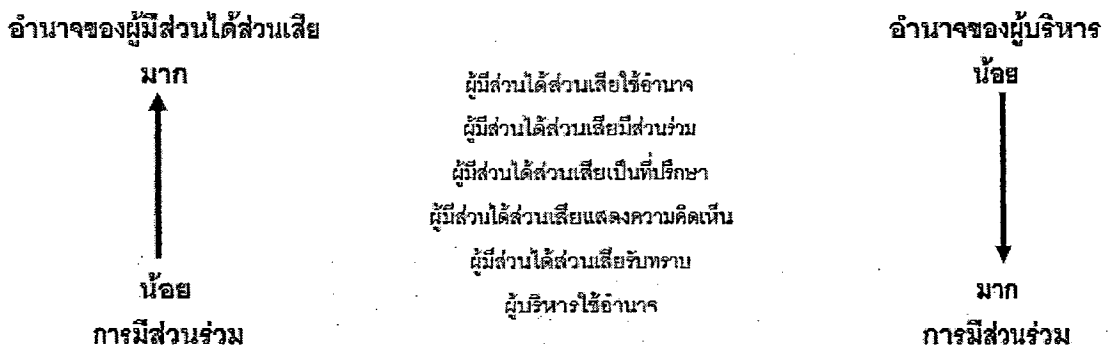 อำนาจของผู้มีส่วนได้ส่วนเสีย
มาก
น้อย
การมีส่วนร่วม
ผู้มีส่วนได้ส่วนเสียใช้อำนาจ
ผู้มีส่วนได้ส่วนเสียมีส่วนร่วม
ผู้มีส่วนได้ส่วนเสียเป็นที่ปรึกษา
ผู้มีส่วนได้ส่วนเสียแสดงความคิดเห็น
ผู้มีส่วนได้ส่วนเสียรับทราบ
ผู้บริหารใช้อำนาจ
อำนาจของผู้บริหาร
น้อย
มาก
การมีส่วนร่วม